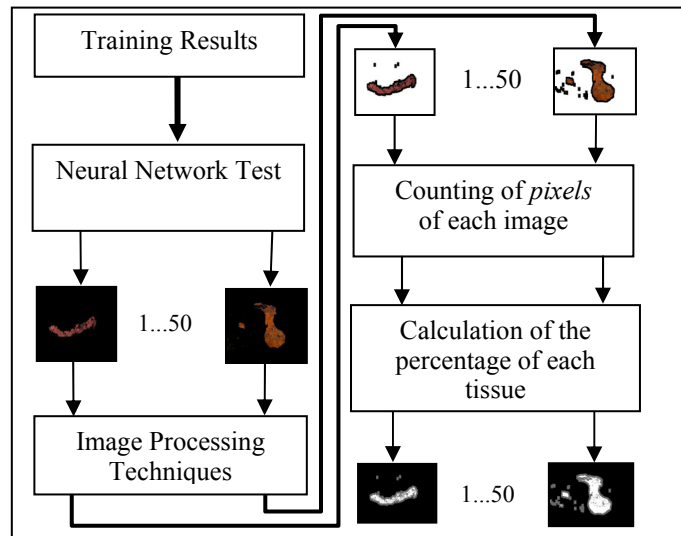 Training Results
Neural Network Test
1...50
Image Processing
Techniques
1...50
Counting of pixels
of each image
Calculation of the
percentage of each
tissue
1...50